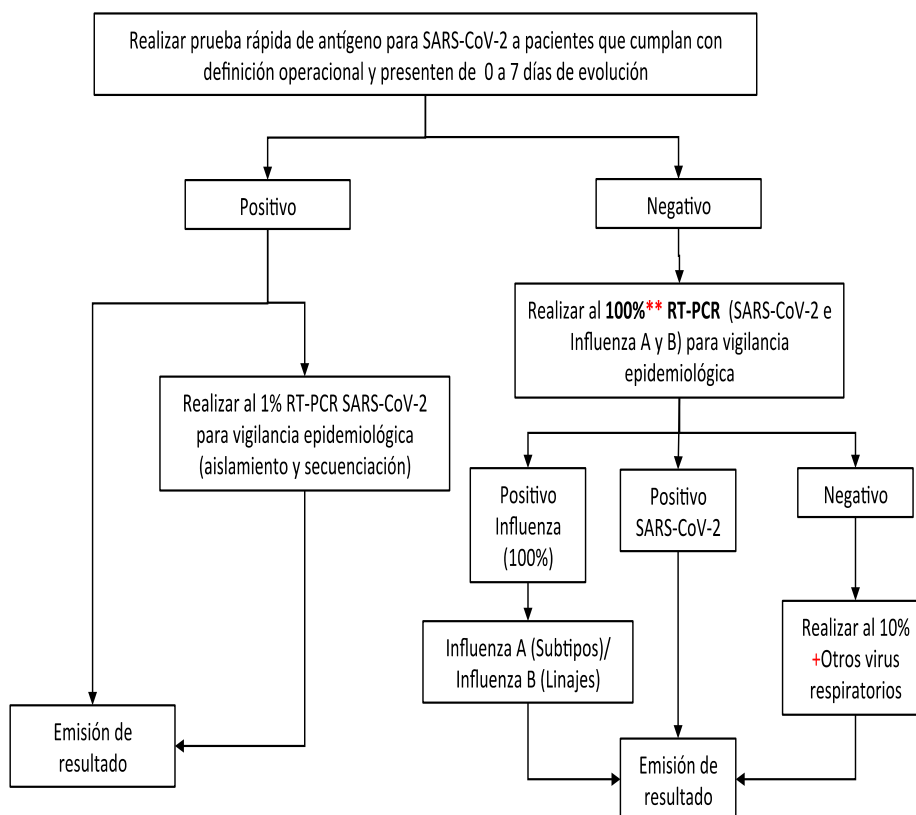 Realizar prueba rápida de antígeno para SARS-CoV-2 a pacientes que cumplan con
definición operacional y presenten de 0 a 7 días de evolución
Positivo
Negativo
Realizar al 100%** RT-PCR (SARS-CoV-2 e
Influenza A y B) para vigilancia
epidemiológica
Realizar al 1% RT-PCR SARS-CoV-2
para vigilancia epidemiológica
(aislamiento y secuenciación)
Positivo
Influenza
(100%)
Positivo
SARS-CoV-2
Negativo
Influenza A (Subtipos)/
Influenza B (Linajes)
Realizar al 10%
+Otros virus
respiratorios
Emisión de
resultado
Emisión de
resultado